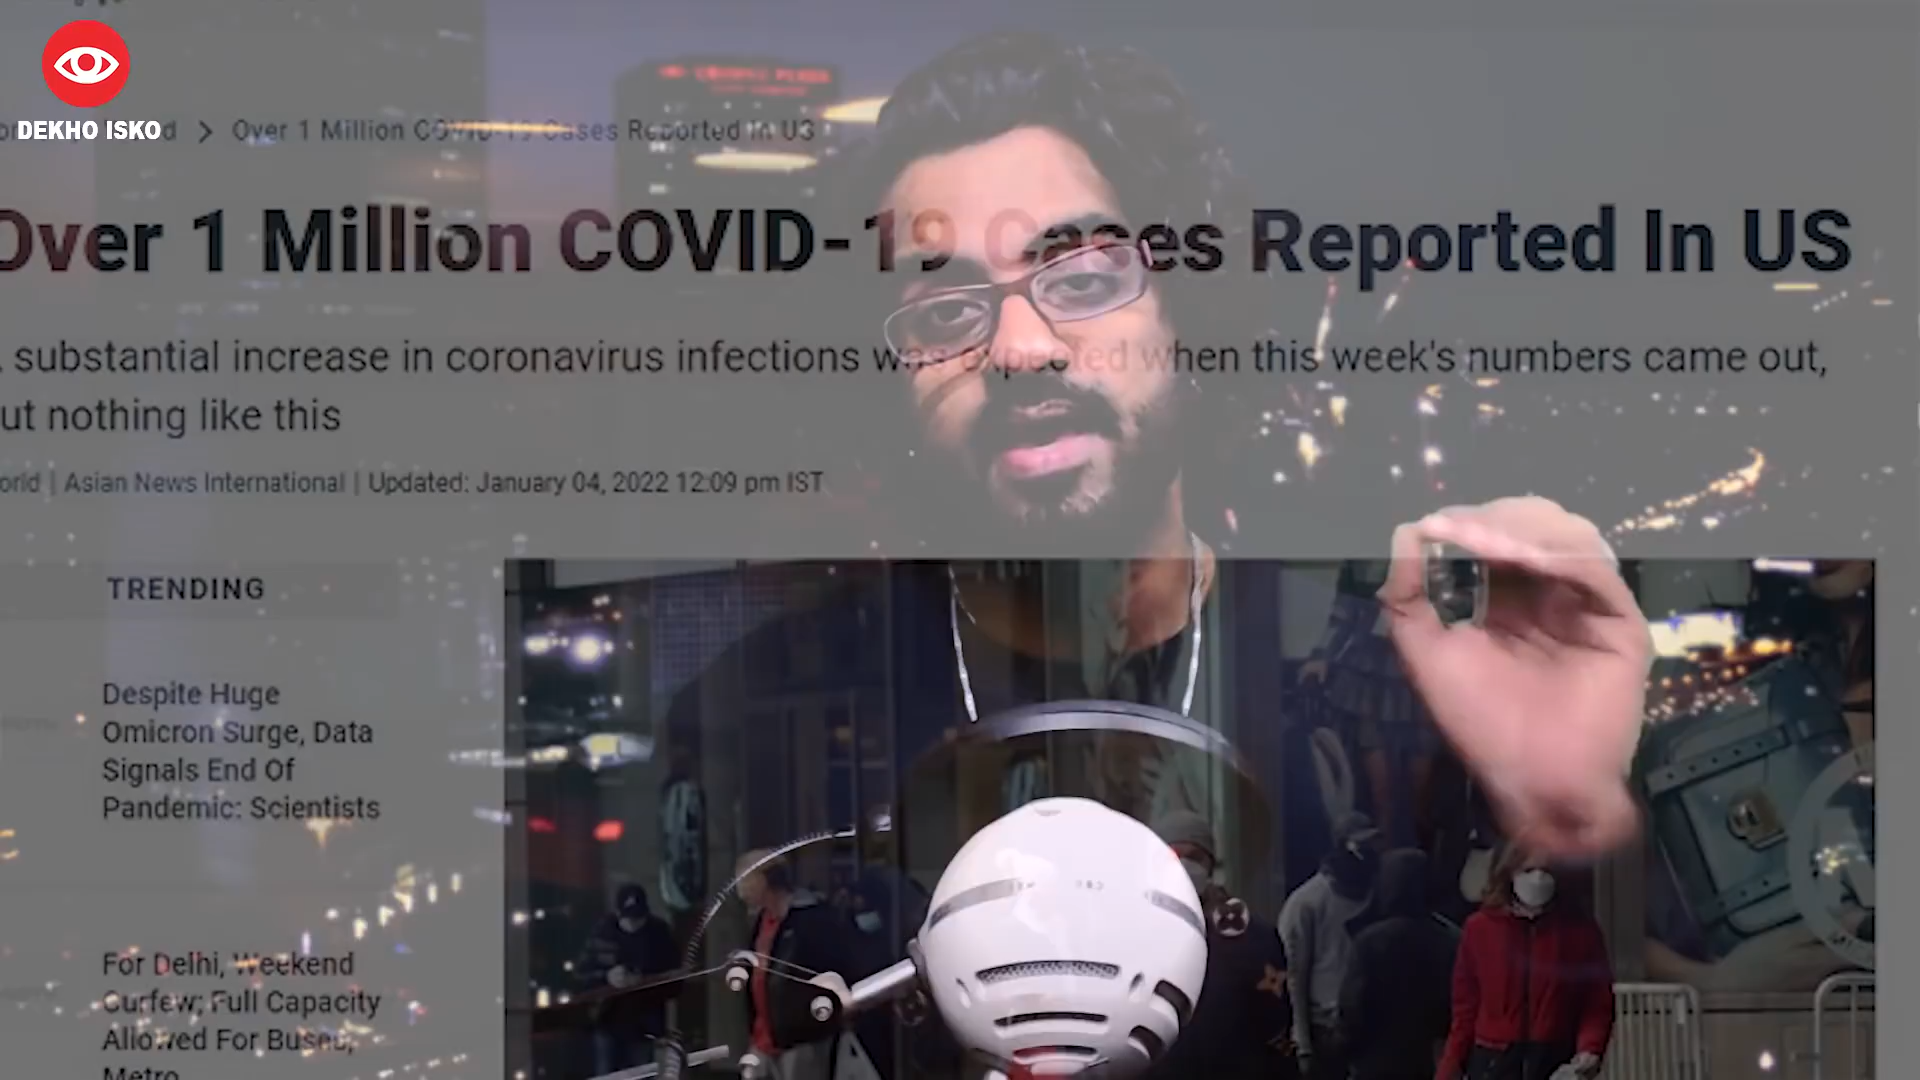 DEKHO ISKO
Over 1 Million COVID-19 Cases Reported In US
Over 1 Million COVID-19 Cases Reported In US
substantial increase in coronavirus infections was expected when this week's numbers came out,
ut nothing like this
orld | Asian News International | Updated: January 04, 2022 12:09 pm IST
TRENDING
Despite Huge
Omicron Surge, Data
Signals End Of
Pandemic: Scientists
For Delhi, Weekend
Curfew; Full Capacity
Allowed For Buses,
Metro